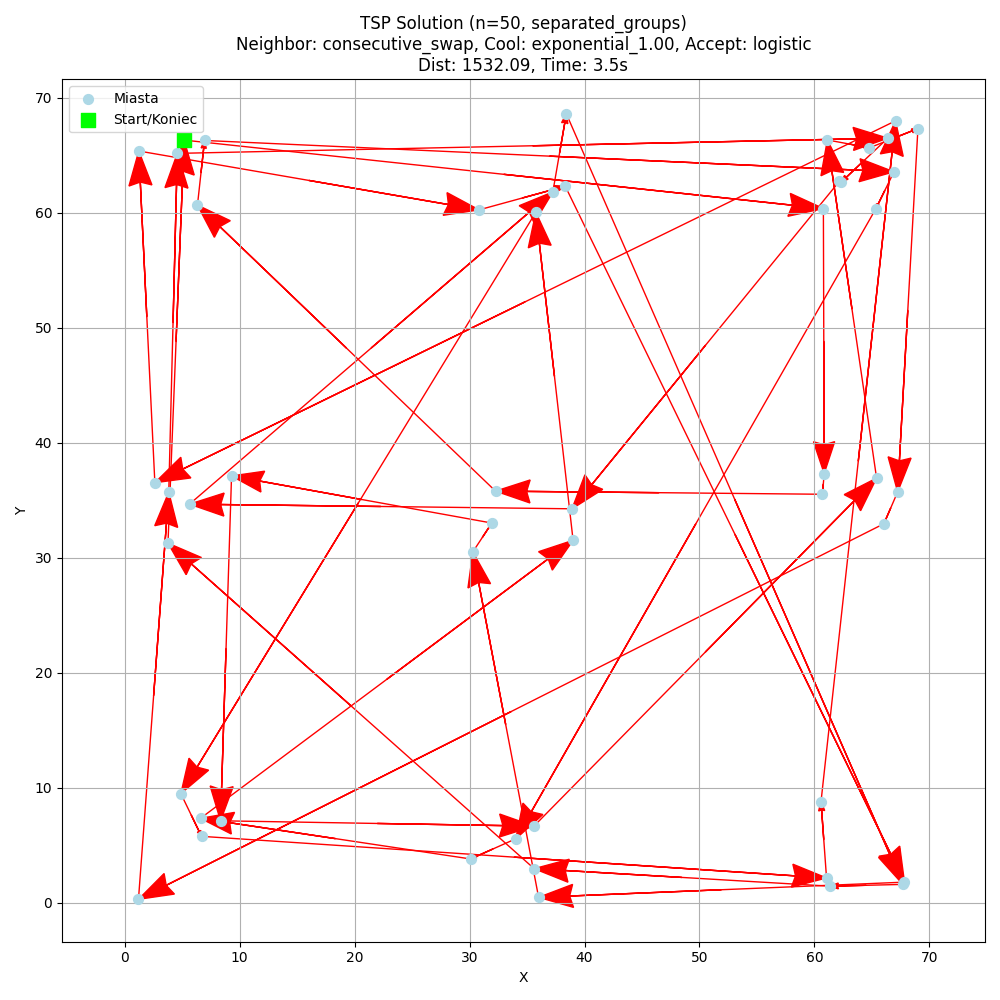 TSP Solution (n=50, separated_groups)
Neighbor: consecutive_swap, Cool: exponential_1.00, Accept: logistic
Dist: 1532.09, Time: 3.5s
Miasta
Start/Koniec
70
60
50
40
30
20
10
0
Y
0 10 20 30 40 50 60 70
X